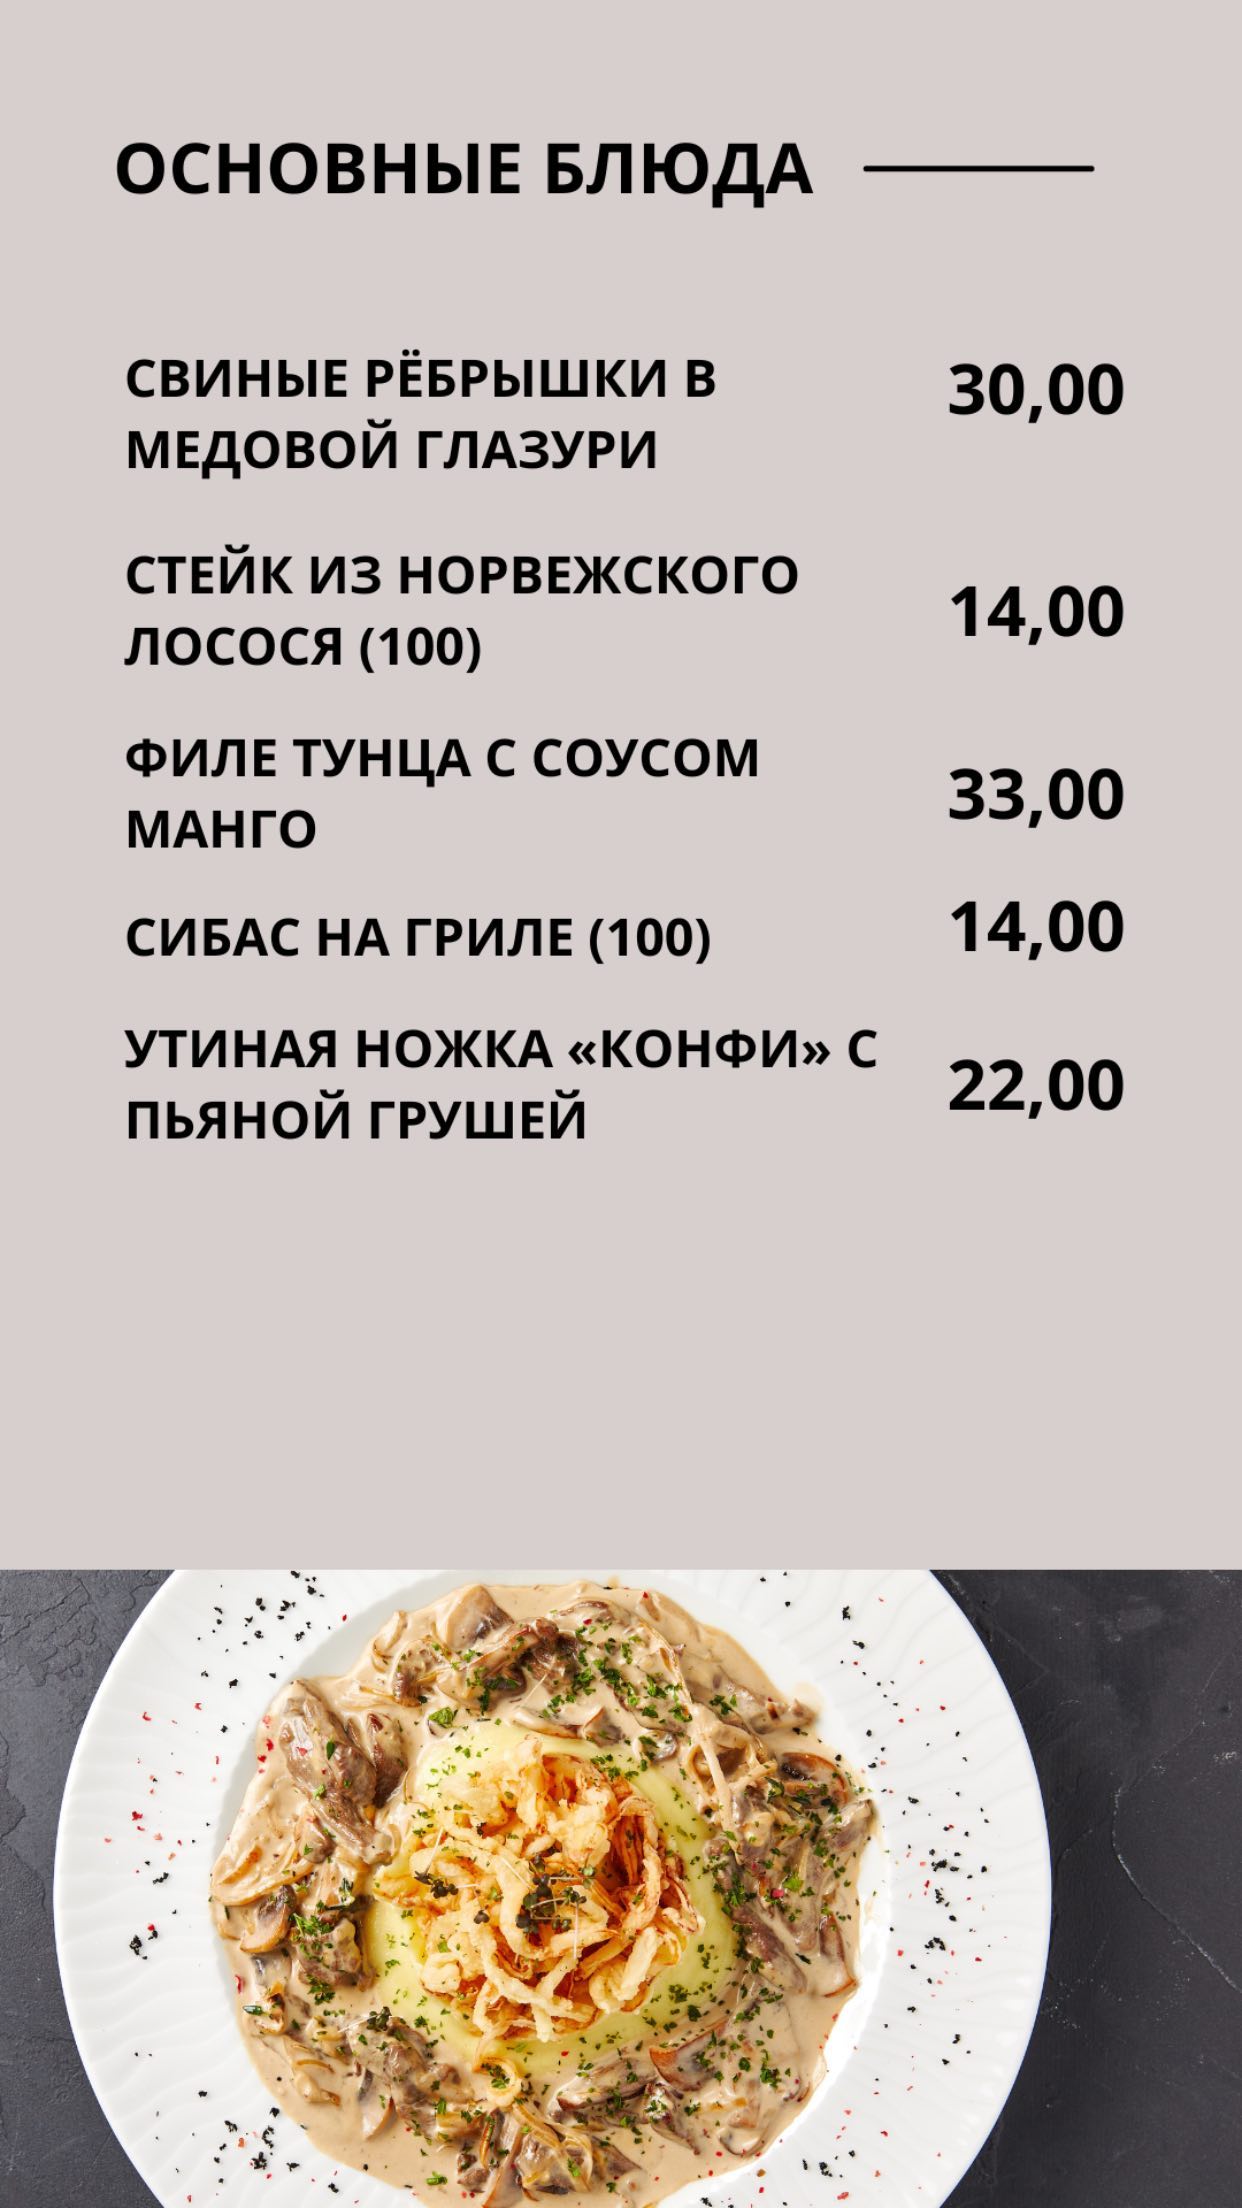 ОСНОВНЫЕ БЛЮДА
СВИНЫЕ РЁБРЫШКИ В
МЕДОВОЙ ГЛАЗУРИ
30,00
СТЕЙК ИЗ НОРВЕЖСКОГО
ЛОСОСЯ (100)
14,00
ФИЛЕ ТУНЦА С СОУСОМ
МАНГО
33,00
СИБАС НА ГРИЛЕ (100)
14,00
УТИНАЯ НОЖКА «КОНФИ» С
ПЬЯНОЙ ГРУШЕЙ
22,00